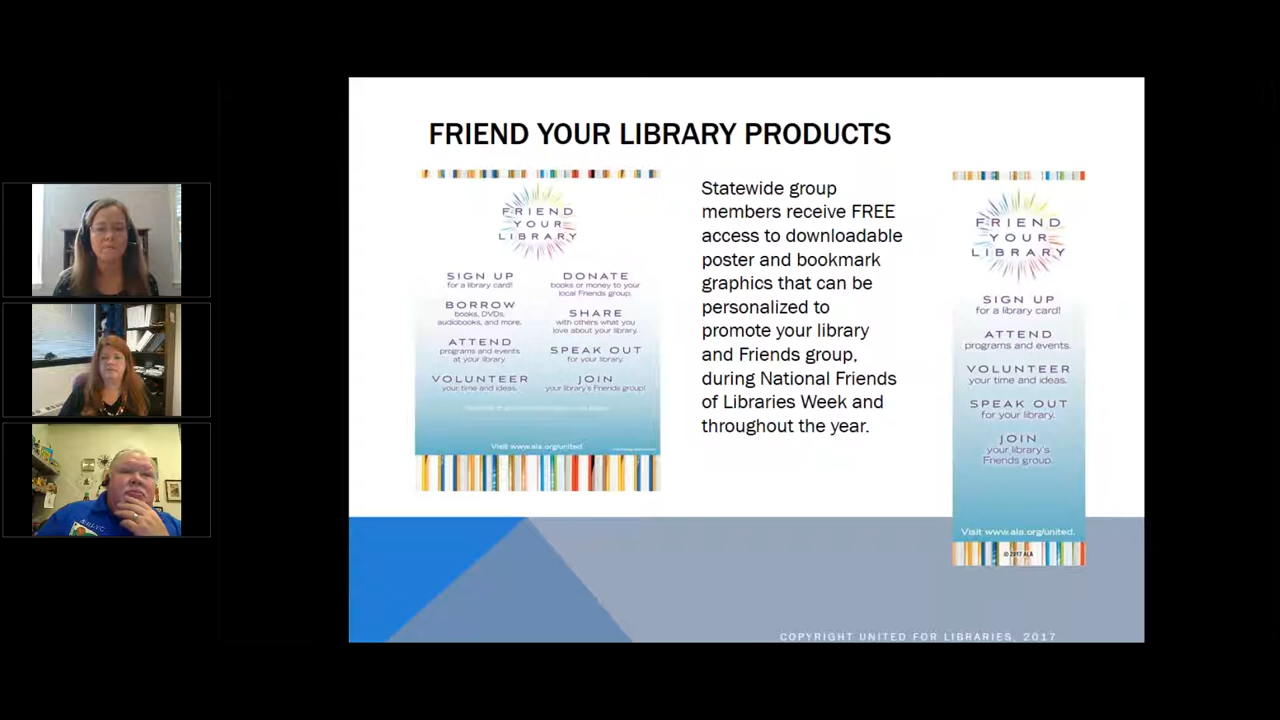 FRIEND YOUR LIBRARY PRODUCTS
FRIEND
YOUR
LIBRARY
SIGN UP
for a library card!
BORROW
books, DVDs,
audiobooks, and more.
ATTEND
programs and events
at your library.
VOLUNTEER
your time and ideas.
DONATE
books or money to your
local Friends group.
SHARE
with others what you
love about your library.
SPEAK OUT
for your library.
JOIN
your library's Friends group!
Visit www.ala.org/united.
Statewide group
members receive FREE
access to downloadable
poster and bookmark
graphics that can be
personalized to
promote your library
and Friends group,
during National Friends
of Libraries Week and
throughout the year.
FRIEND
YOUR
LIBRARY
SIGN UP
for a library card!
ATTEND
programs and events.
VOLUNTEER
your time and ideas.
SPEAK OUT
for your library.
JOIN
your library's
Friends group.
Visit www.ala.org/united.
© 2017 ALA
COPYRIGHT UNITED FOR LIBRARIES, 2017